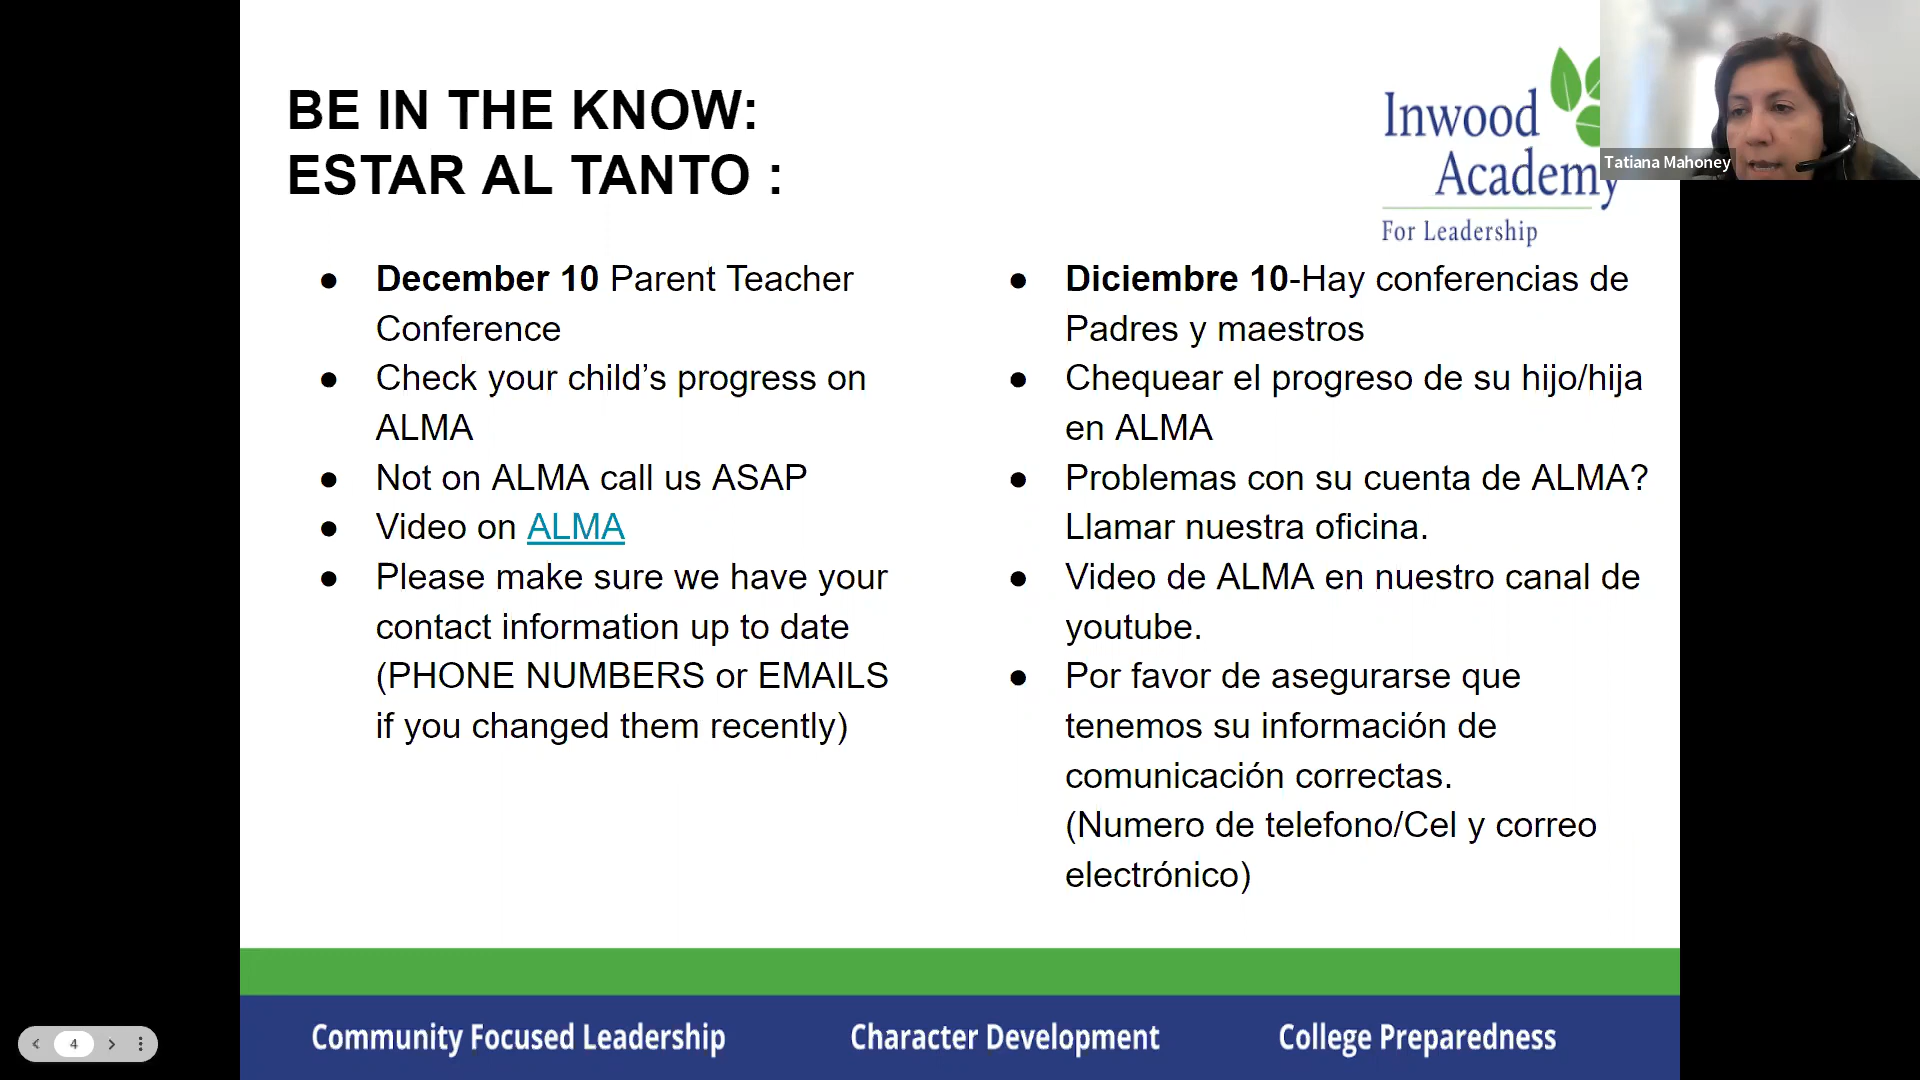 BE IN THE KNOW:
ESTAR AL TANTO :
Inwood
Academy
For Leadership
Tatiana Mahoney
● December 10 Parent Teacher
Conference
● Check your child’s progress on
ALMA
● Not on ALMA call us ASAP
● Video on ALMA
● Please make sure we have your
contact information up to date
(PHONE NUMBERS or EMAILS
if you changed them recently)
● Diciembre 10-Hay conferencias de
Padres y maestros
● Chequear el progreso de su hijo/hija
en ALMA
● Problemas con su cuenta de ALMA?
Llamar nuestra oficina.
● Video de ALMA en nuestro canal de
youtube.
● Por favor de asegurarse que
tenemos su información de
comunicación correctas.
(Numero de telefono/Cel y correo
electrónico)
Community Focused Leadership
Character Development
College Preparedness
4